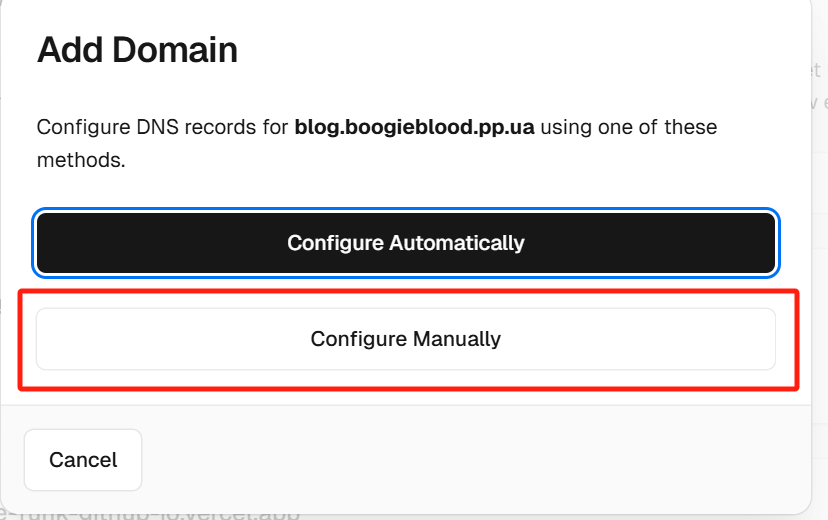 Add Domain
Configure DNS records for blog.boogieblood.pp.ua using one of these
methods.
Configure Automatically
Configure Manually
Cancel